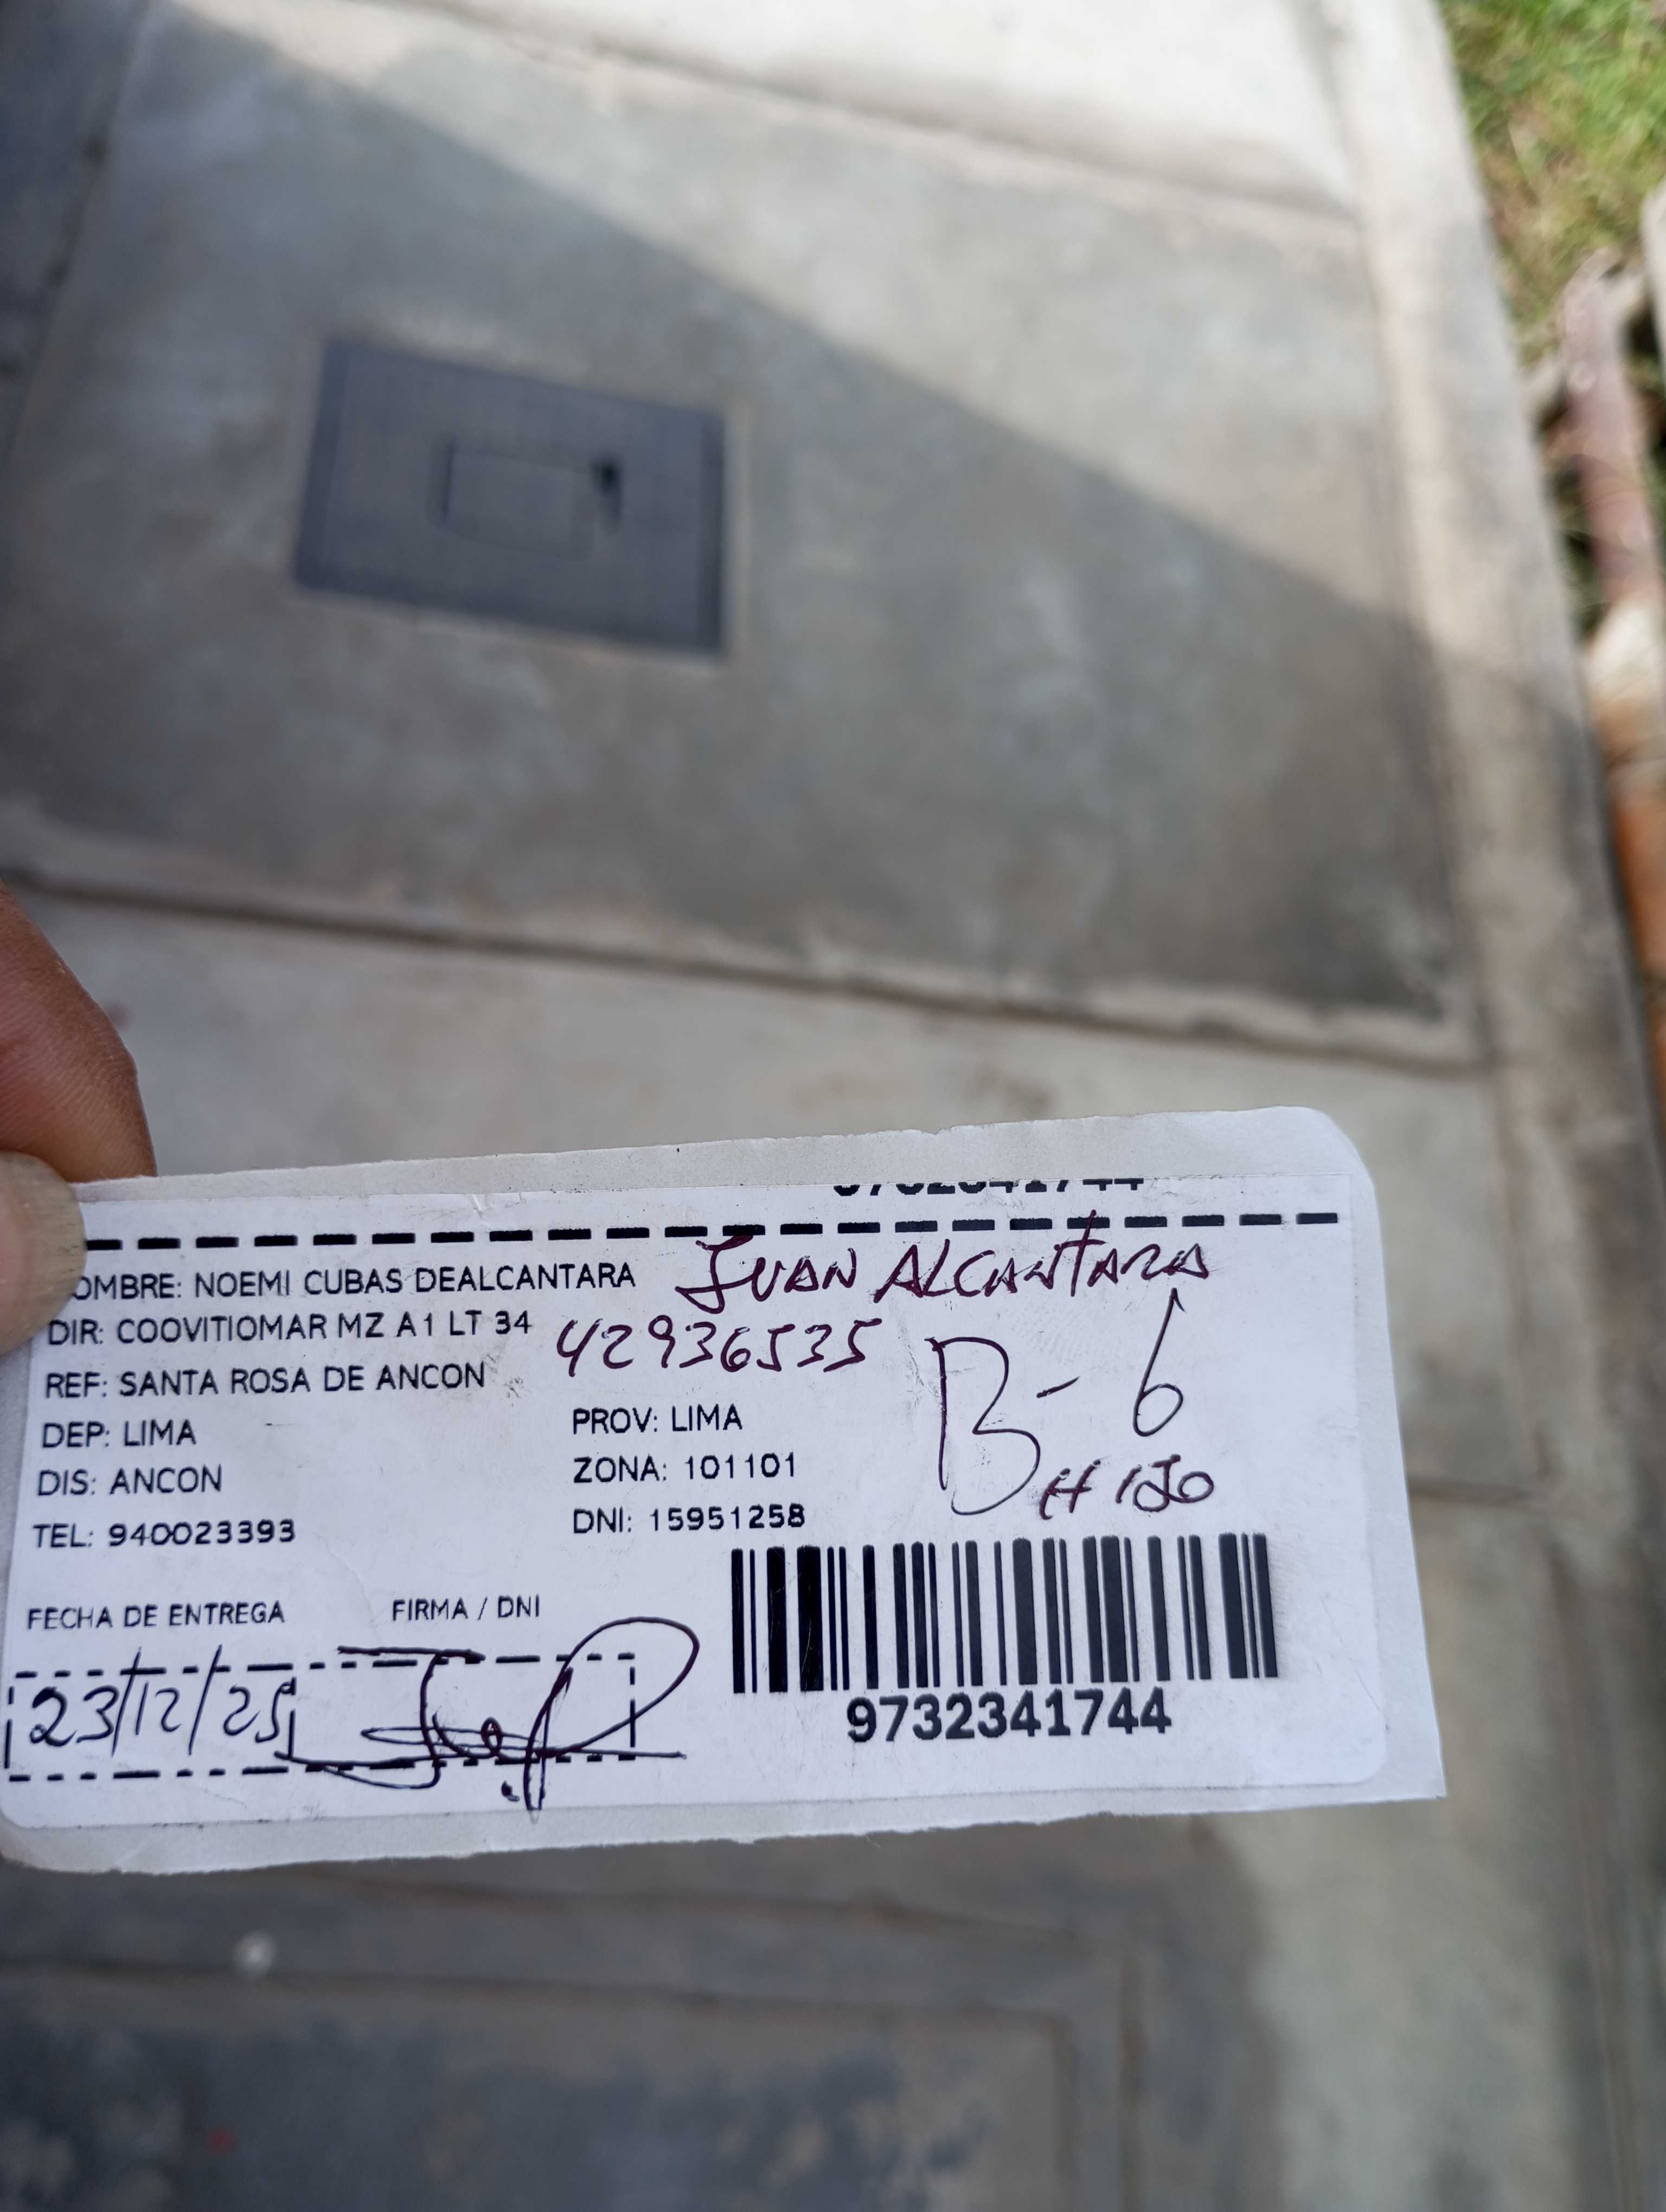 OMBRE: NOEMI CUBAS DEALCANTARA JUAN ALCANTARA
DIR: COOVITIOMAR MZ A1 LT 34 42936535
REF: SANTA ROSA DE ANCON B-6
DEP: LIMA PROV: LIMA
DIS: ANCON ZONA: 101101 HIJO
TEL: 940023393 DNI: 15951258
FECHA DE ENTREGA FIRMA / DNI
23/12/25
9732341744